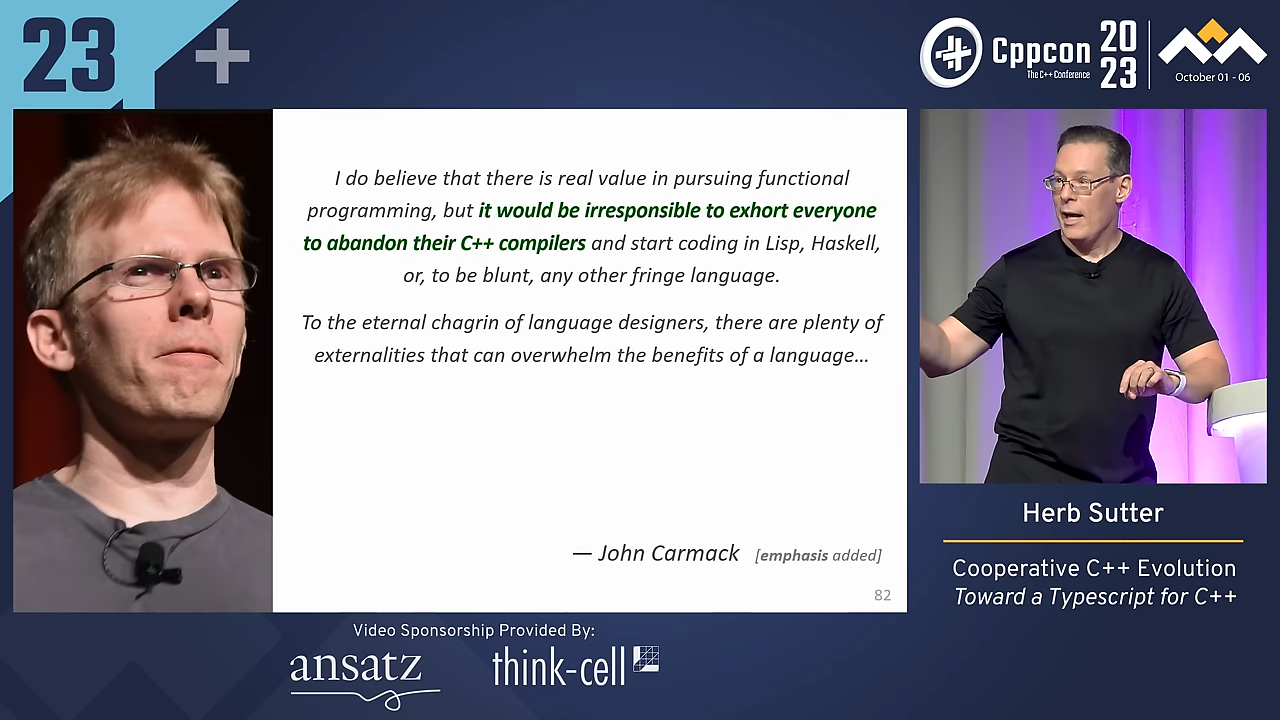 23
+
Cppcon
The C++ Conference
20
23
October 01 - 06
I do believe that there is real value in pursuing functional
programming, but it would be irresponsible to exhort everyone
to abandon their C++ compilers and start coding in Lisp, Haskell,
or, to be blunt, any other fringe language.
To the eternal chagrin of language designers, there are plenty of
externalities that can overwhelm the benefits of a language...
— John Carmack [emphasis added]
82
Herb Sutter
Cooperative C++ Evolution
Toward a Typescript for C++
Video Sponsorship Provided By:
ansatz
think-cell